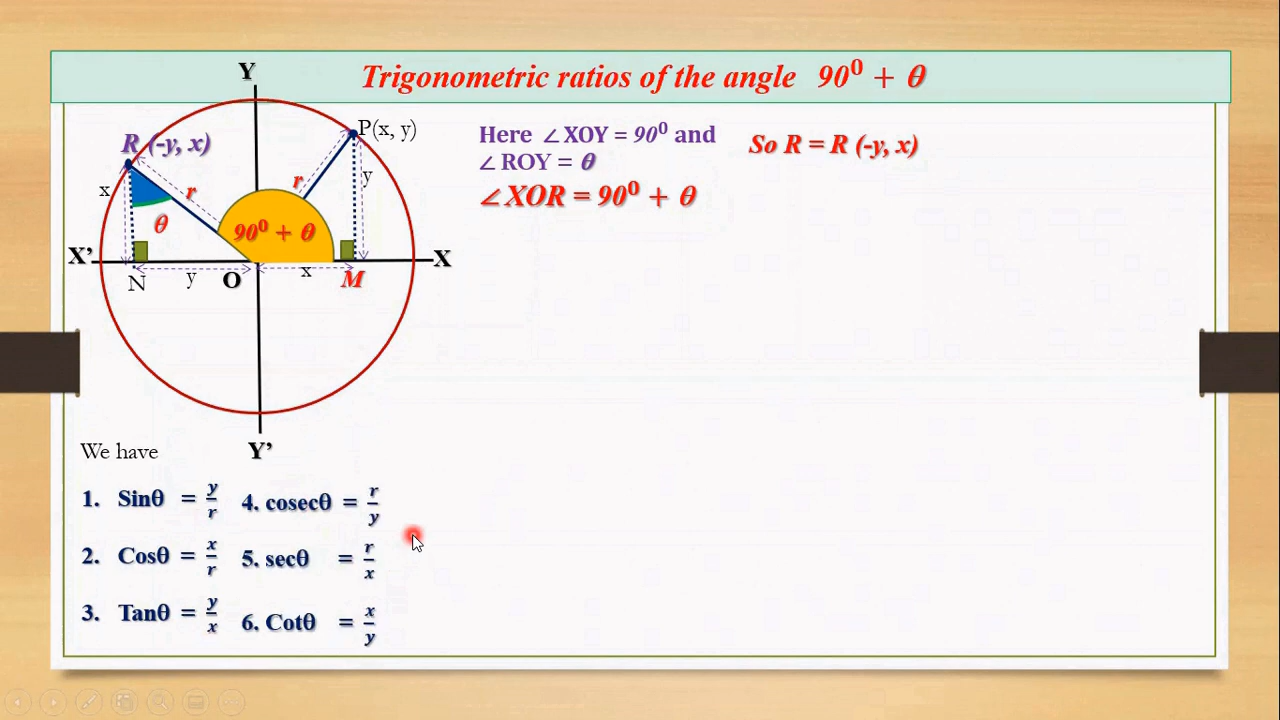 Trigonometric ratios of the angle 90⁰ + θ
Y
R (-y, x)
P(x, y)
x
r
r
y
θ
90⁰ + θ
X'
X
N
y
O
x
M
Y'
Here ∠XOY = 90⁰ and
∠ROY = θ
∠XOR = 90⁰ + θ
So R = R (-y, x)
We have
1. Sinθ = y/r
2. Cosθ = x/r
3. Tanθ = y/x
4. cosecθ = r/y
5. secθ = r/x
6. Cotθ = x/y